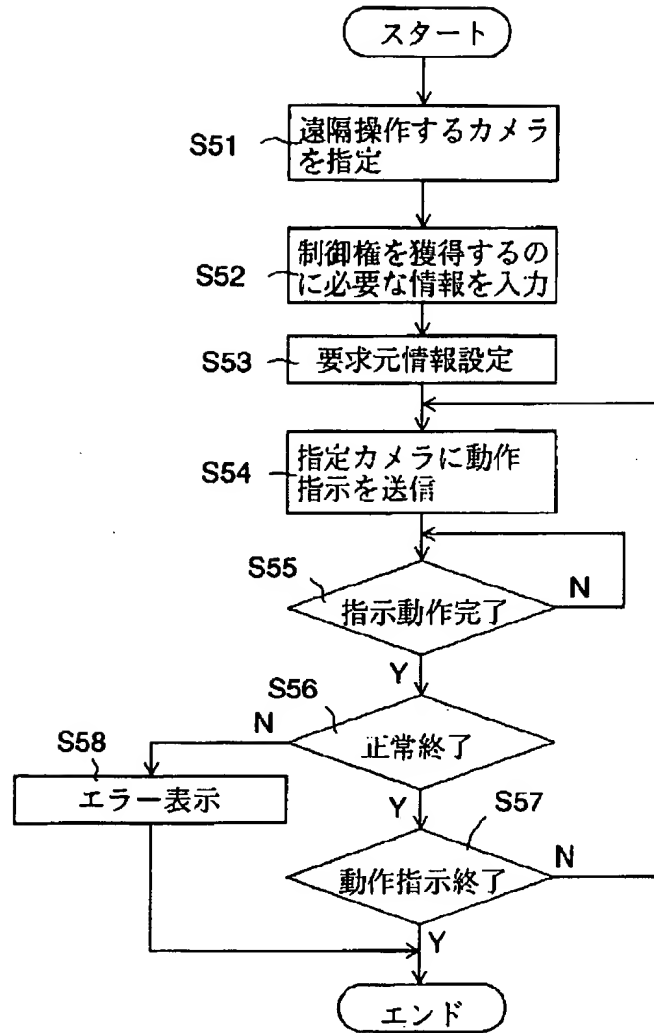 スタート
S51
遠隔操作するカメラ
を指定
S52
制御権を獲得するの
に必要な情報を入力
S53
要求元情報設定
S54
指定カメラに動作
指示を送信
S55
指示動作完了
N
Y
S56
正常終了
N
Y
S58
エラー表示
S57
動作指示終了
N
Y
エンド